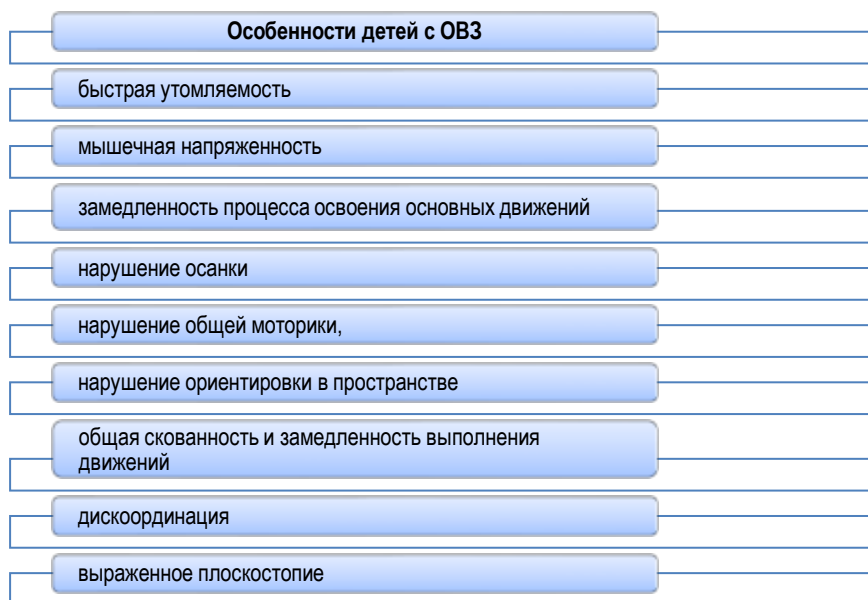 Особенности детей с ОВЗ
быстрая утомляемость
мышечная напряженность
замедленность процесса освоения основных движений
нарушение осанки
нарушение общей моторики,
нарушение ориентировки в пространстве
общая скованность и замедленность выполнения
движений
дискоординация
выраженное плоскостопие